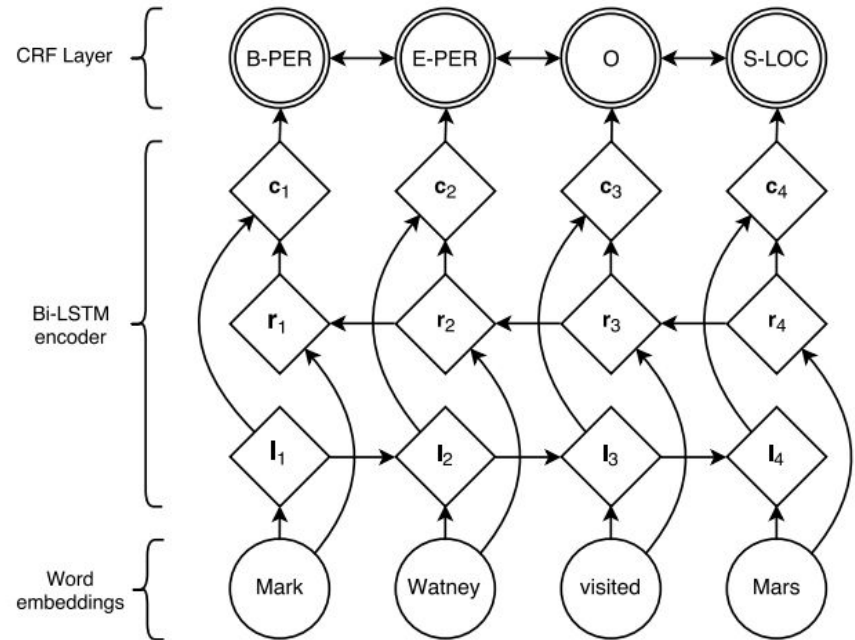 CRF Layer
B-PER E-PER O S-LOC
c1 c2 c3 c4
Bi-LSTM
encoder
r1 r2 r3 r4
l1 l2 l3 l4
Word
embeddings
Mark Watney visited Mars